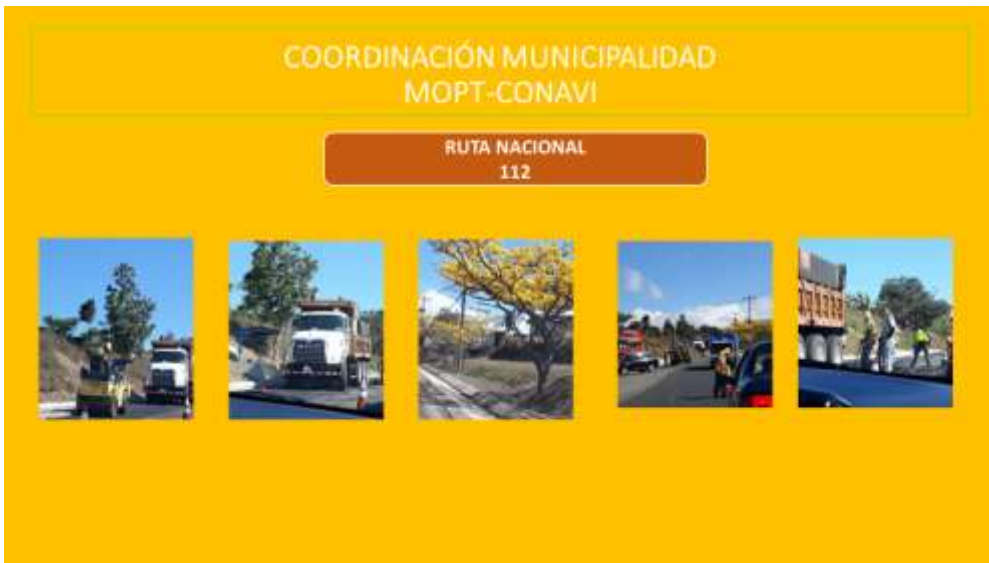 COORDINACIÓN MUNICIPALIDAD
MOPT-CONAVI
RUTA NACIONAL
112